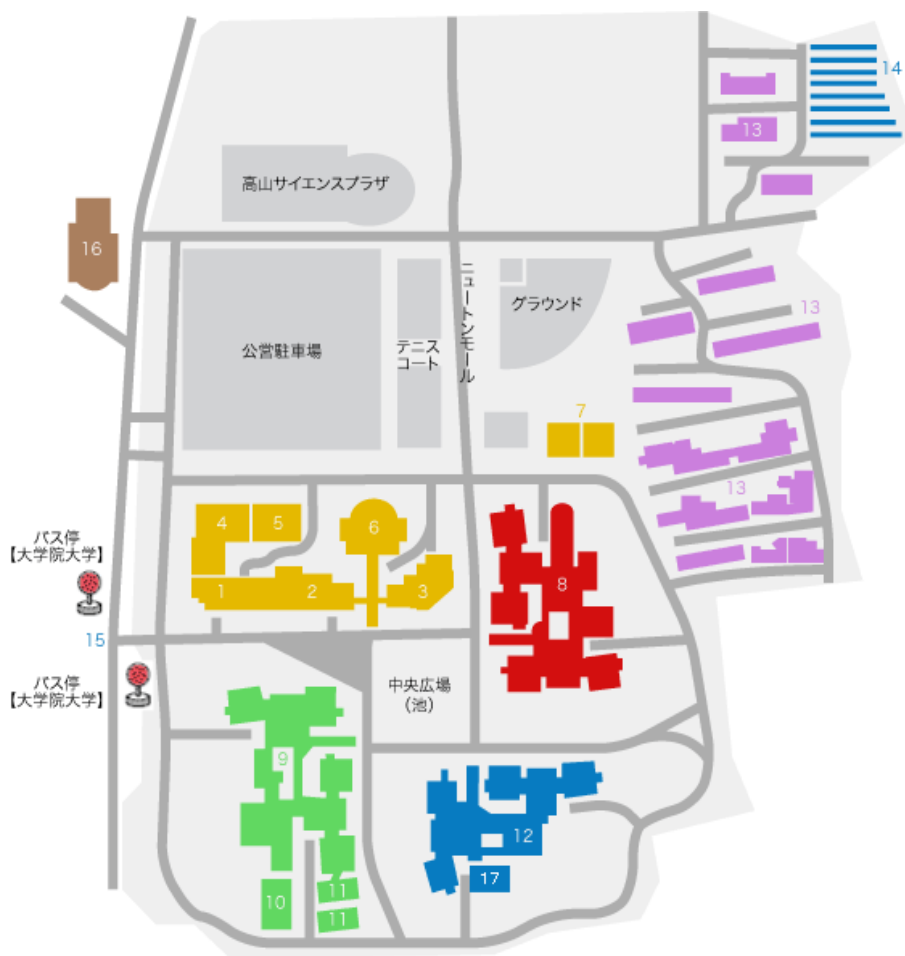 14
13
高山サイエンスプラザ
16
ニュートンモール
グラウンド
13
公営駐車場
テニス
コート
7
13
4
5
6
バス停
【大学院大学】
8
1
2
3
15
バス停
【大学院大学】
中央広場
（池）
9
12
17
10
11
11